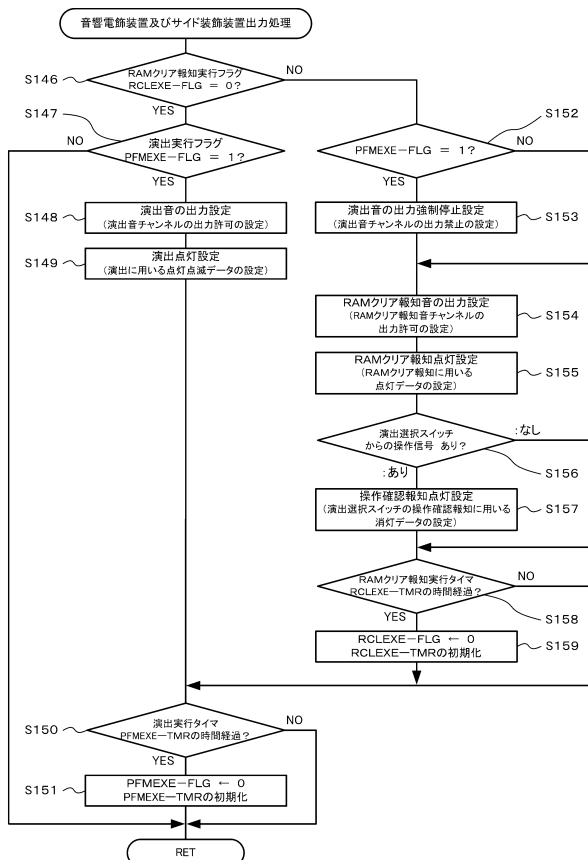 音響電飾装置及びサイド装飾装置出力処理
S146
RAMクリア報知実行フラグ
RCLEXE-FLG = 0?
NO
YES
S147
NO
演出実行フラグ
PFMEXE-FLG = 1?
YES
S148
演出音の出力設定
(演出音チャンネルの出力許可の設定)
S149
演出点灯設定
(演出に用いる点灯点滅データの設定)
S152
PFMEXE-FLG = 1?
NO
YES
演出音の出力強制停止設定
(演出音チャンネルの出力禁止の設定)
S153
RAMクリア報知音の出力設定
(RAMクリア報知音チャンネルの
出力許可の設定)
S154
RAMクリア報知点灯設定
(RAMクリア報知に用いる
点灯データの設定)
S155
演出選択スイッチ
からの操作信号 あり?
:なし
S156
:あり
操作確認報知点灯設定
(演出選択スイッチの操作確認報知に用いる
消灯データの設定)
S157
RAMクリア報知実行タイマ
RCLEXE-TMRの時間経過?
NO
S158
YES
RCLEXE-FLG ← 0
RCLEXE-TMRの初期化
S159
S150
演出実行タイマ
PFMEXE-TMRの時間経過?
NO
YES
S151
PFMEXE-FLG ← 0
PFMEXE-TMRの初期化
RET